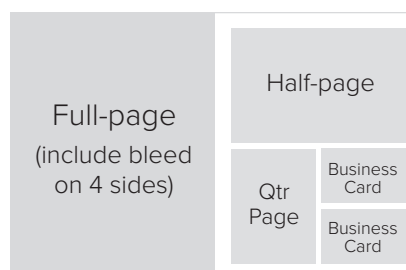 Full-page
(include bleed
on 4 sides)
Half-page
Qtr
Page
Business
Card
Business
Card